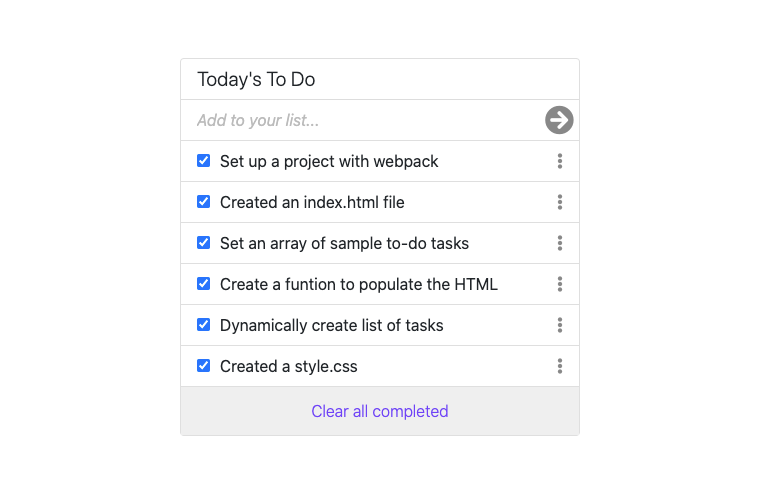 Today's To Do
Add to your list...
Set up a project with webpack
Created an index.html file
Set an array of sample to-do tasks
Create a funtion to populate the HTML
Dynamically create list of tasks
Created a style.css
Clear all completed